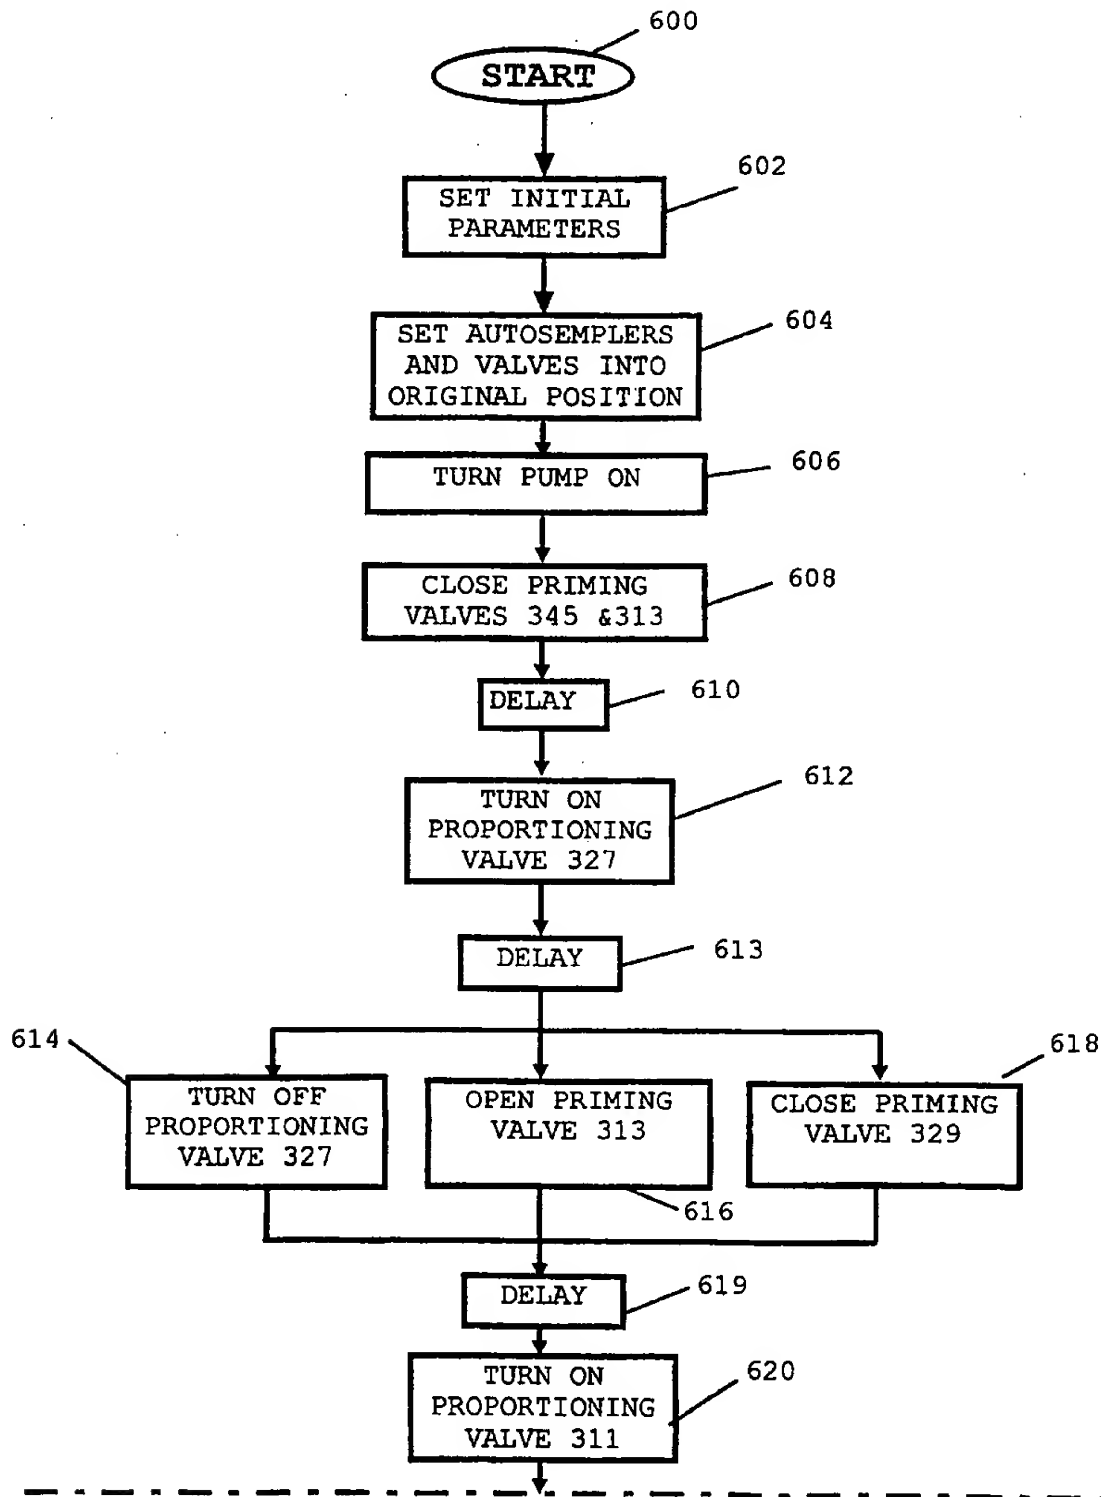 600
START
602
SET INITIAL
PARAMETERS
604
SET AUTOSEMPLERS
AND VALVES INTO
ORIGINAL POSITION
606
TURN PUMP ON
608
CLOSE PRIMING
VALVES 345 &313
610
DELAY
612
TURN ON
PROPORTIONING
VALVE 327
613
DELAY
614
TURN OFF
PROPORTIONING
VALVE 327
OPEN PRIMING
VALVE 313
616
618
CLOSE PRIMING
VALVE 329
619
DELAY
620
TURN ON
PROPORTIONING
VALVE 311